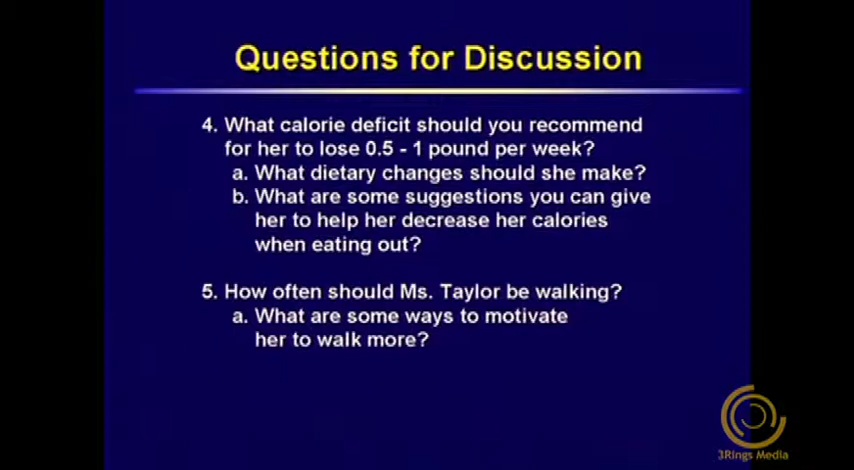 Questions for Discussion
4. What calorie deficit should you recommend
for her to lose 0.5 - 1 pound per week?
a. What dietary changes should she make?
b. What are some suggestions you can give
her to help her decrease her calories
when eating out?
5. How often should Ms. Taylor be walking?
a. What are some ways to motivate
her to walk more?
3Rings Media